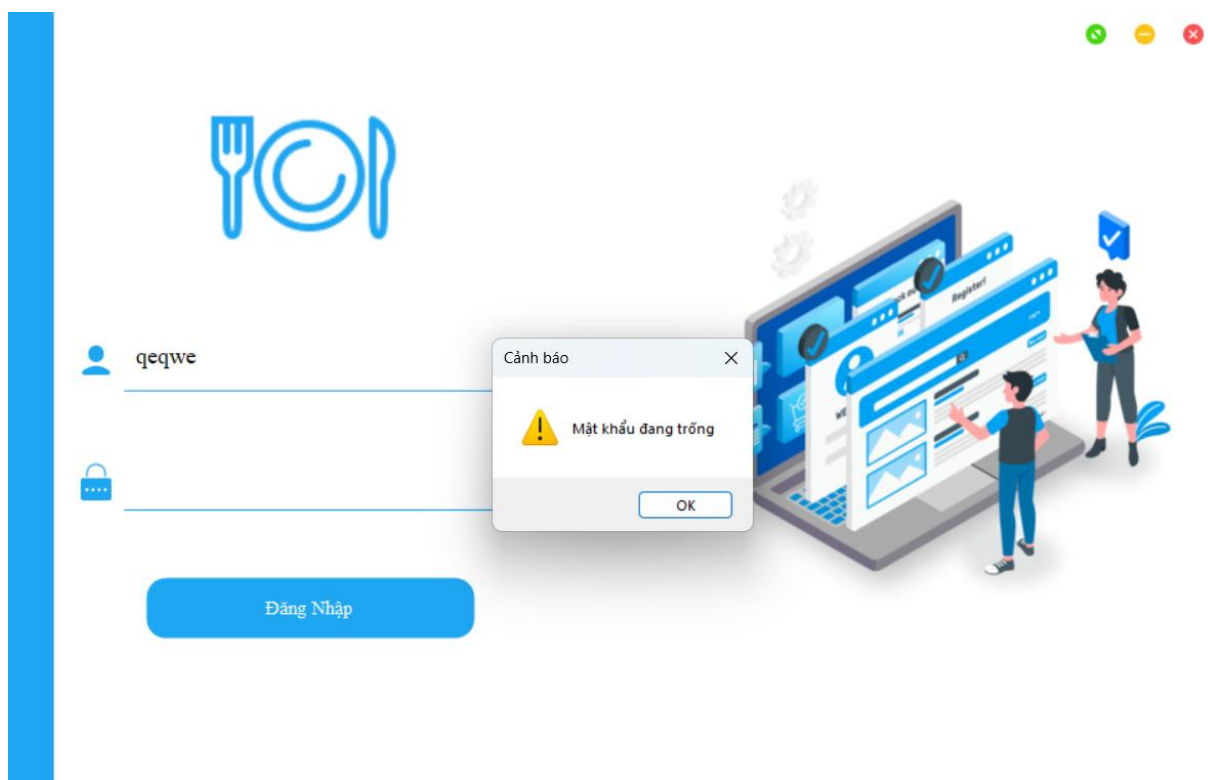 qeqwe
Cảnh báo
Mật khẩu đang trống
OK
Đăng Nhập
Register!